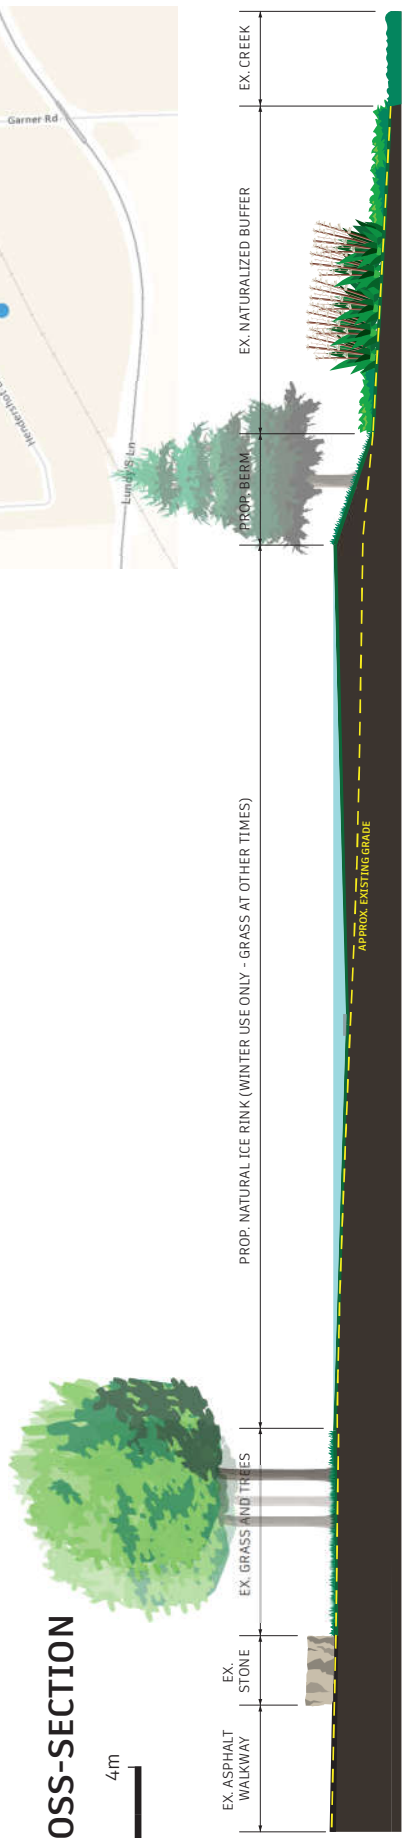 OSS-SECTION
4m
EX. ASPHALT
WALKWAY
EX.
STONE
EX. GRASS AND TREES
PROP. NATURAL ICE RINK (WINTER USE ONLY - GRASS AT OTHER TIMES)
PROP. BERM
EX. NATURALIZED BUFFER
EX. CREEK
APPROX. EXISTING GRADE
Garner Rd
Lundy's Ln